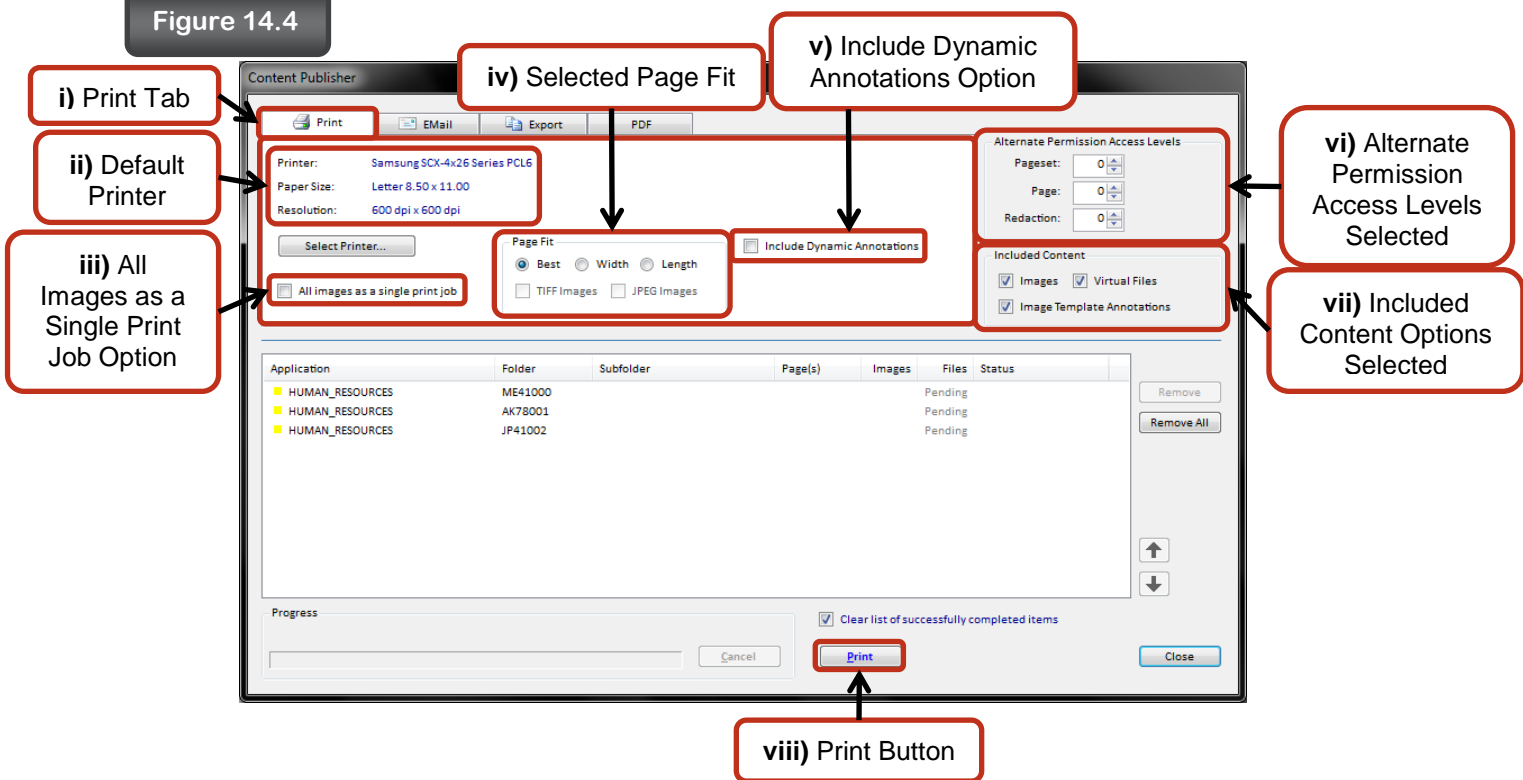 Figure 14.4
i) Print Tab
ii) Default
Printer
iii) All
Images as a
Single Print
Job Option
iv) Selected Page Fit
v) Include Dynamic
Annotations Option
vi) Alternate
Permission
Access Levels
Selected
vii) Included
Content Options
Selected
viii) Print Button
Content Publisher
Print EMail Export PDF
Printer: Samsung SCX-4x26 Series PCL6
Paper Size: Letter 8.50 x 11.00
Resolution: 600 dpi x 600 dpi
Select Printer...
All images as a single print job
Page Fit
Best Width Length
TIFF Images JPEG Images
Include Dynamic Annotations
Alternate Permission Access Levels
Pageset: 0
Page: 0
Redaction: 0
Included Content
Images Virtual Files
Image Template Annotations
Application Folder Subfolder Page(s) Images Files Status
HUMAN_RESOURCES ME41000 Pending
HUMAN_RESOURCES AK78001 Pending
HUMAN_RESOURCES JP41002 Pending
Remove
Remove All
Progress
Clear list of successfully completed items
Cancel
Print
Close